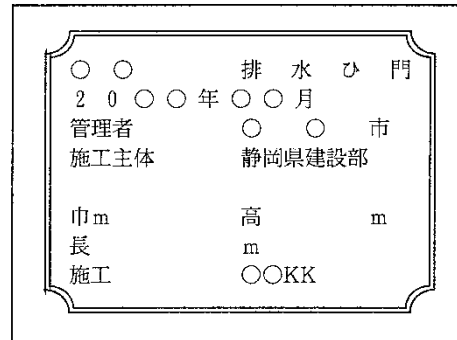 ○ ○ 排 水 ひ 門
２ ０ ○ ○ 年 ○ ○ 月
管理者 ○ ○ 市
施工主体 静岡県建設部
巾m 高 m
長 m
施工 ○○KK